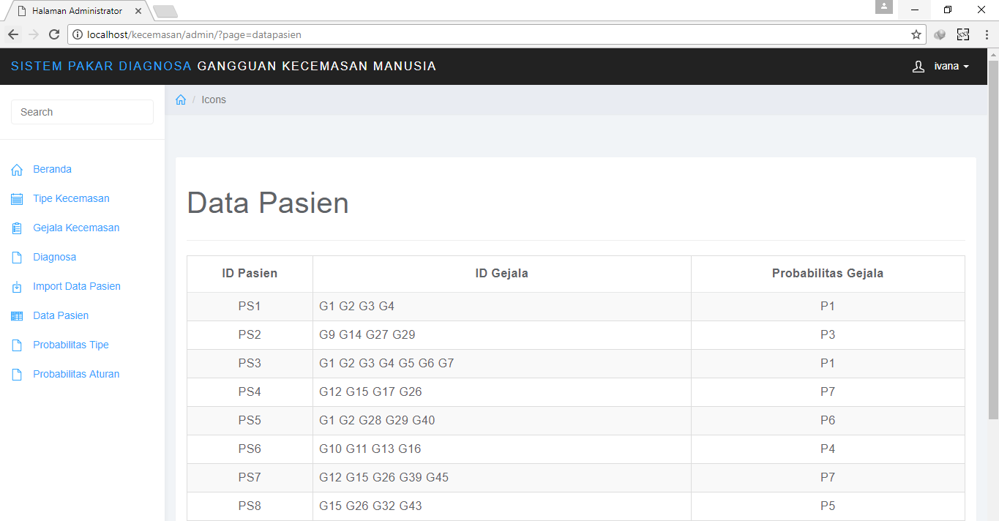 Halaman Administrator
localhost/kecemasan/admin/?page=datapasien
SISTEM PAKAR DIAGNOSA GANGGUAN KECEMASAN MANUSIA
ivana
Search
/ Icons
Beranda
Tipe Kecemasan
Gejala Kecemasan
Diagnosa
Import Data Pasien
Data Pasien
Probabilitas Tipe
Probabilitas Aturan
Data Pasien
ID Pasien ID Gejala Probabilitas Gejala
PS1 G1 G2 G3 G4 P1
PS2 G9 G14 G27 G29 P3
PS3 G1 G2 G3 G4 G5 G6 G7 P1
PS4 G12 G15 G17 G26 P7
PS5 G1 G2 G28 G29 G40 P6
PS6 G10 G11 G13 G16 P4
PS7 G12 G15 G26 G39 G45 P7
PS8 G15 G26 G32 G43 P5